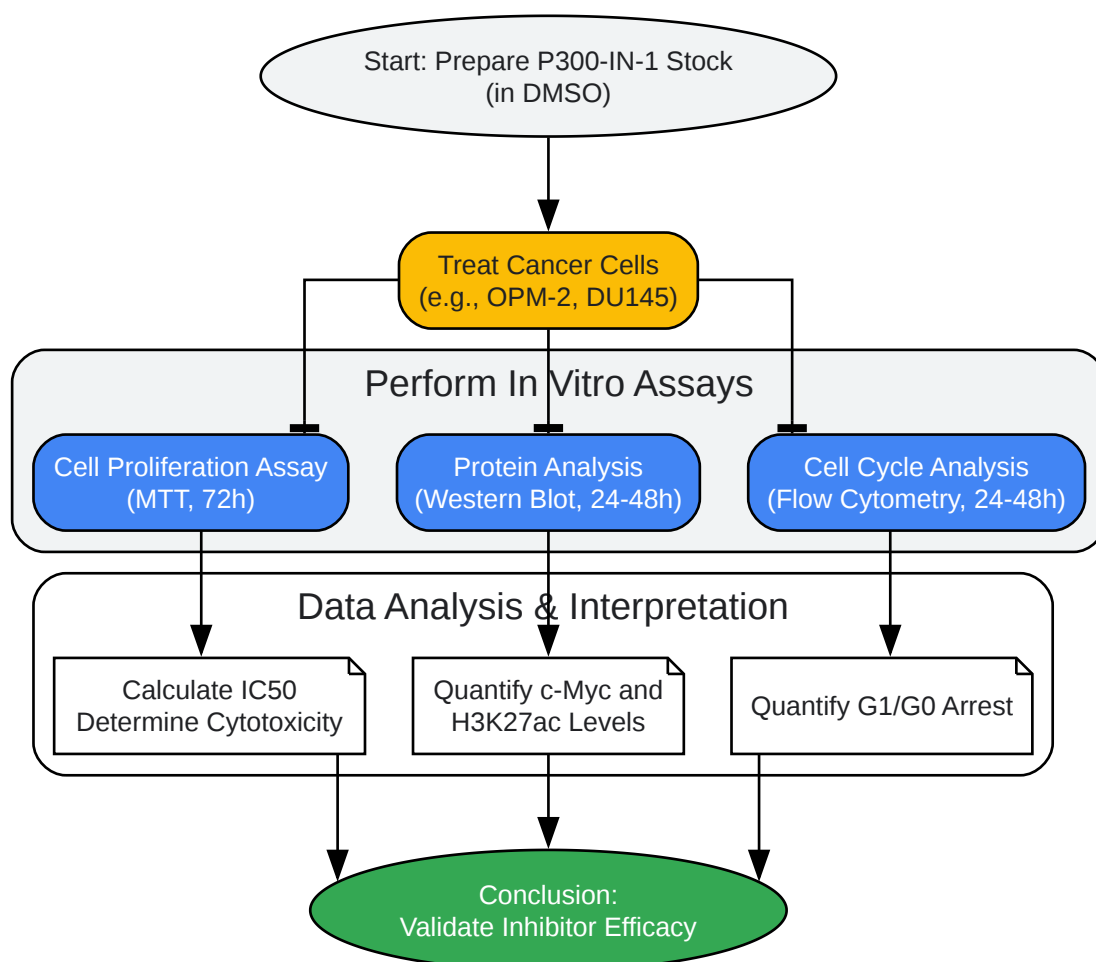 Start: Prepare P300-IN-1 Stock
(in DMSO)
Treat Cancer Cells
(e.g., OPM-2, DU145)
Perform In Vitro Assays
Cell Proliferation Assay
(MTT, 72h)
Protein Analysis
(Western Blot, 24-48h)
Cell Cycle Analysis
(Flow Cytometry, 24-48h)
Data Analysis & Interpretation
Calculate IC50
Determine Cytotoxicity
Quantify c-Myc and
H3K27ac Levels
Quantify G1/G0 Arrest
Conclusion:
Validate Inhibitor Efficacy